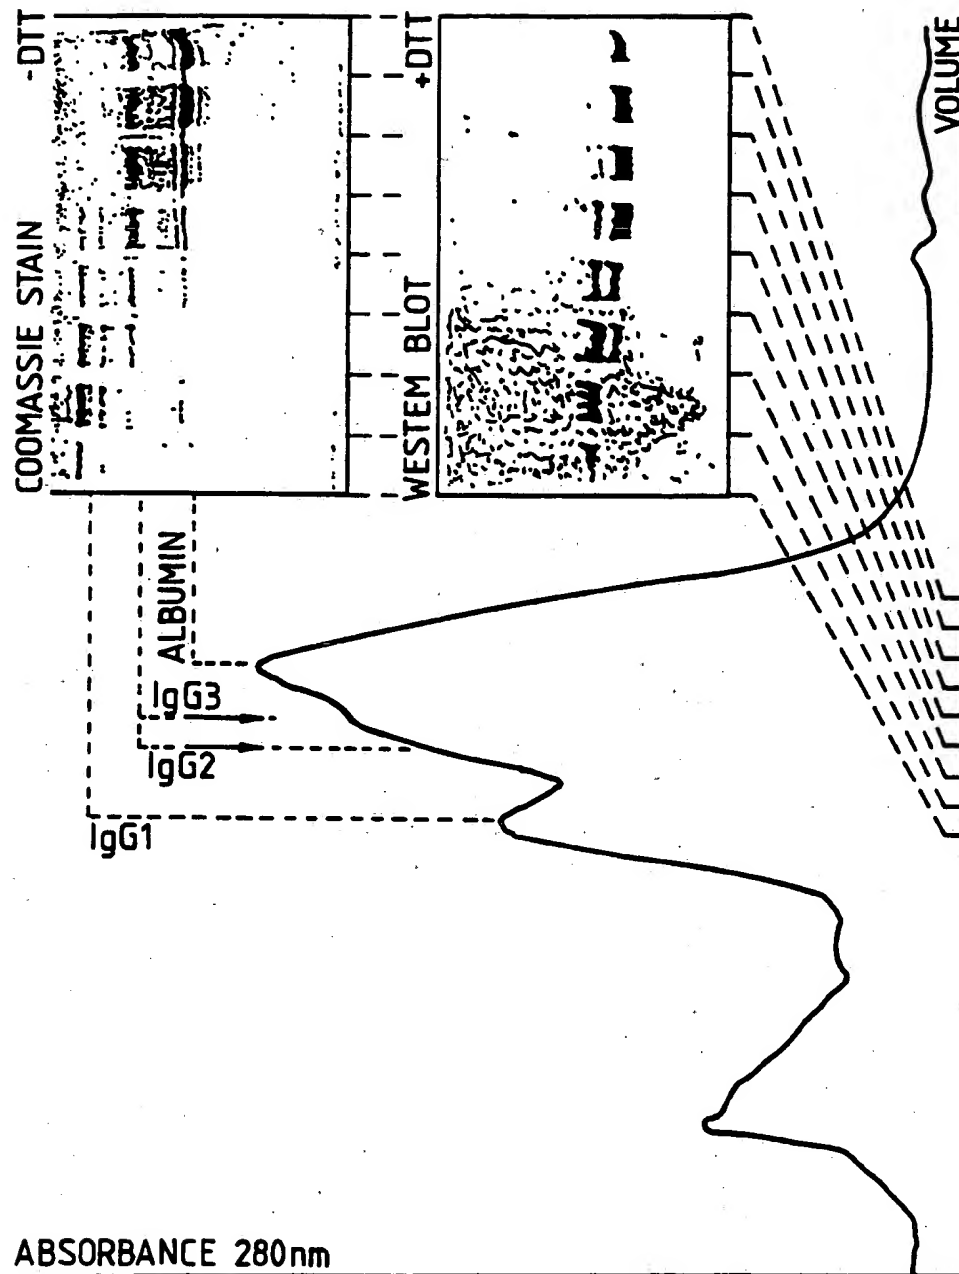 COOMASSIE STAIN
-DTT
WESTEM BLOT
+DTT
ALBUMIN
IgG3
IgG2
IgG1
VOLUME
ABSORBANCE 280nm